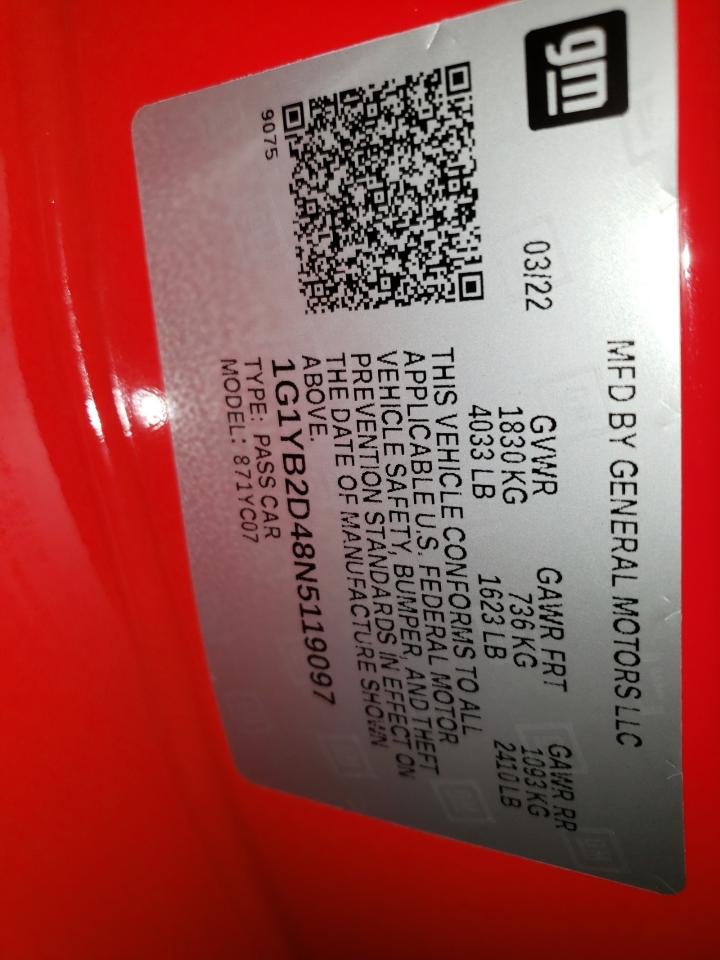 gm
MFD BY GENERAL MOTORS LLC
03/22
GVWR GAWR FRT GAWR RR
1830 KG 736 KG 1093 KG
4033 LB 1623 LB 2410 LB
THIS VEHICLE CONFORMS TO ALL
APPLICABLE U.S. FEDERAL MOTOR
VEHICLE SAFETY, BUMPER, AND THEFT
PREVENTION STANDARDS IN EFFECT ON
THE DATE OF MANUFACTURE SHOWN
ABOVE.
1G1YB2D48N5119097
TYPE: PASS CAR
MODEL: 871YC07
9075